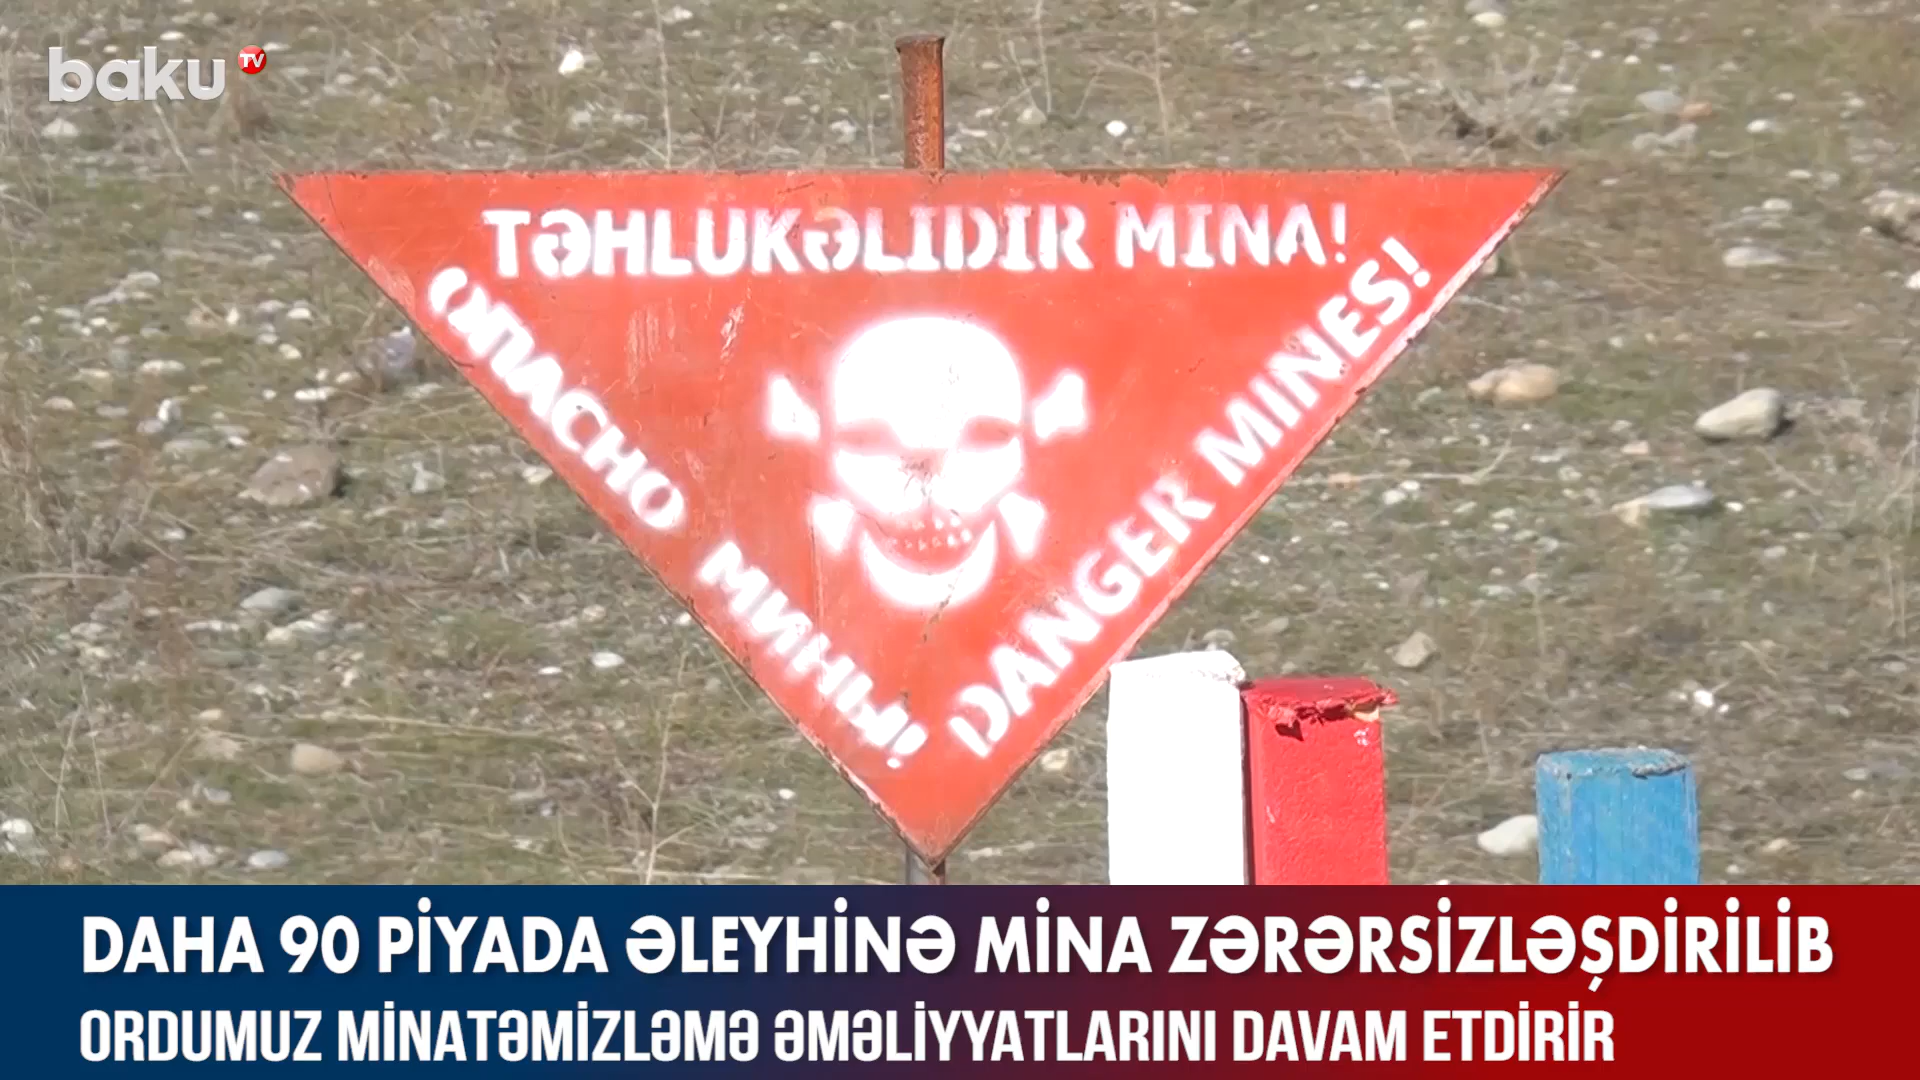 baku TV
TƏHLÜKƏLIDIR MINA!
ОПАСНО МИНЫ!
DANGER MINES!
DAHA 90 PİYADA ƏLEYHİNƏ MİNA ZƏRƏRSİZLƏŞDİRİLİB
ORDUMUZ MİNATƏMİZLƏMƏ ƏMƏLİYYATLARINI DAVAM ETDİRİR